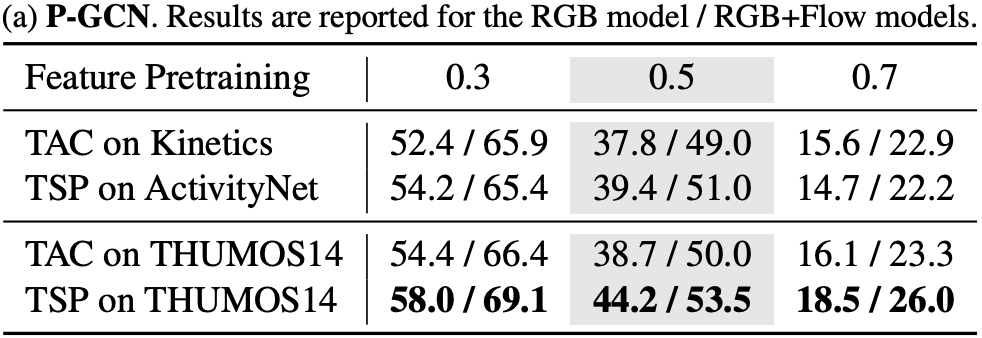 (a) P-GCN. Results are reported for the RGB model / RGB+Flow models.
Feature Pretraining 0.3 0.5 0.7
TAC on Kinetics 52.4 / 65.9 37.8 / 49.0 15.6 / 22.9
TSP on ActivityNet 54.2 / 65.4 39.4 / 51.0 14.7 / 22.2
TAC on THUMOS14 54.4 / 66.4 38.7 / 50.0 16.1 / 23.3
TSP on THUMOS14 58.0 / 69.1 44.2 / 53.5 18.5 / 26.0